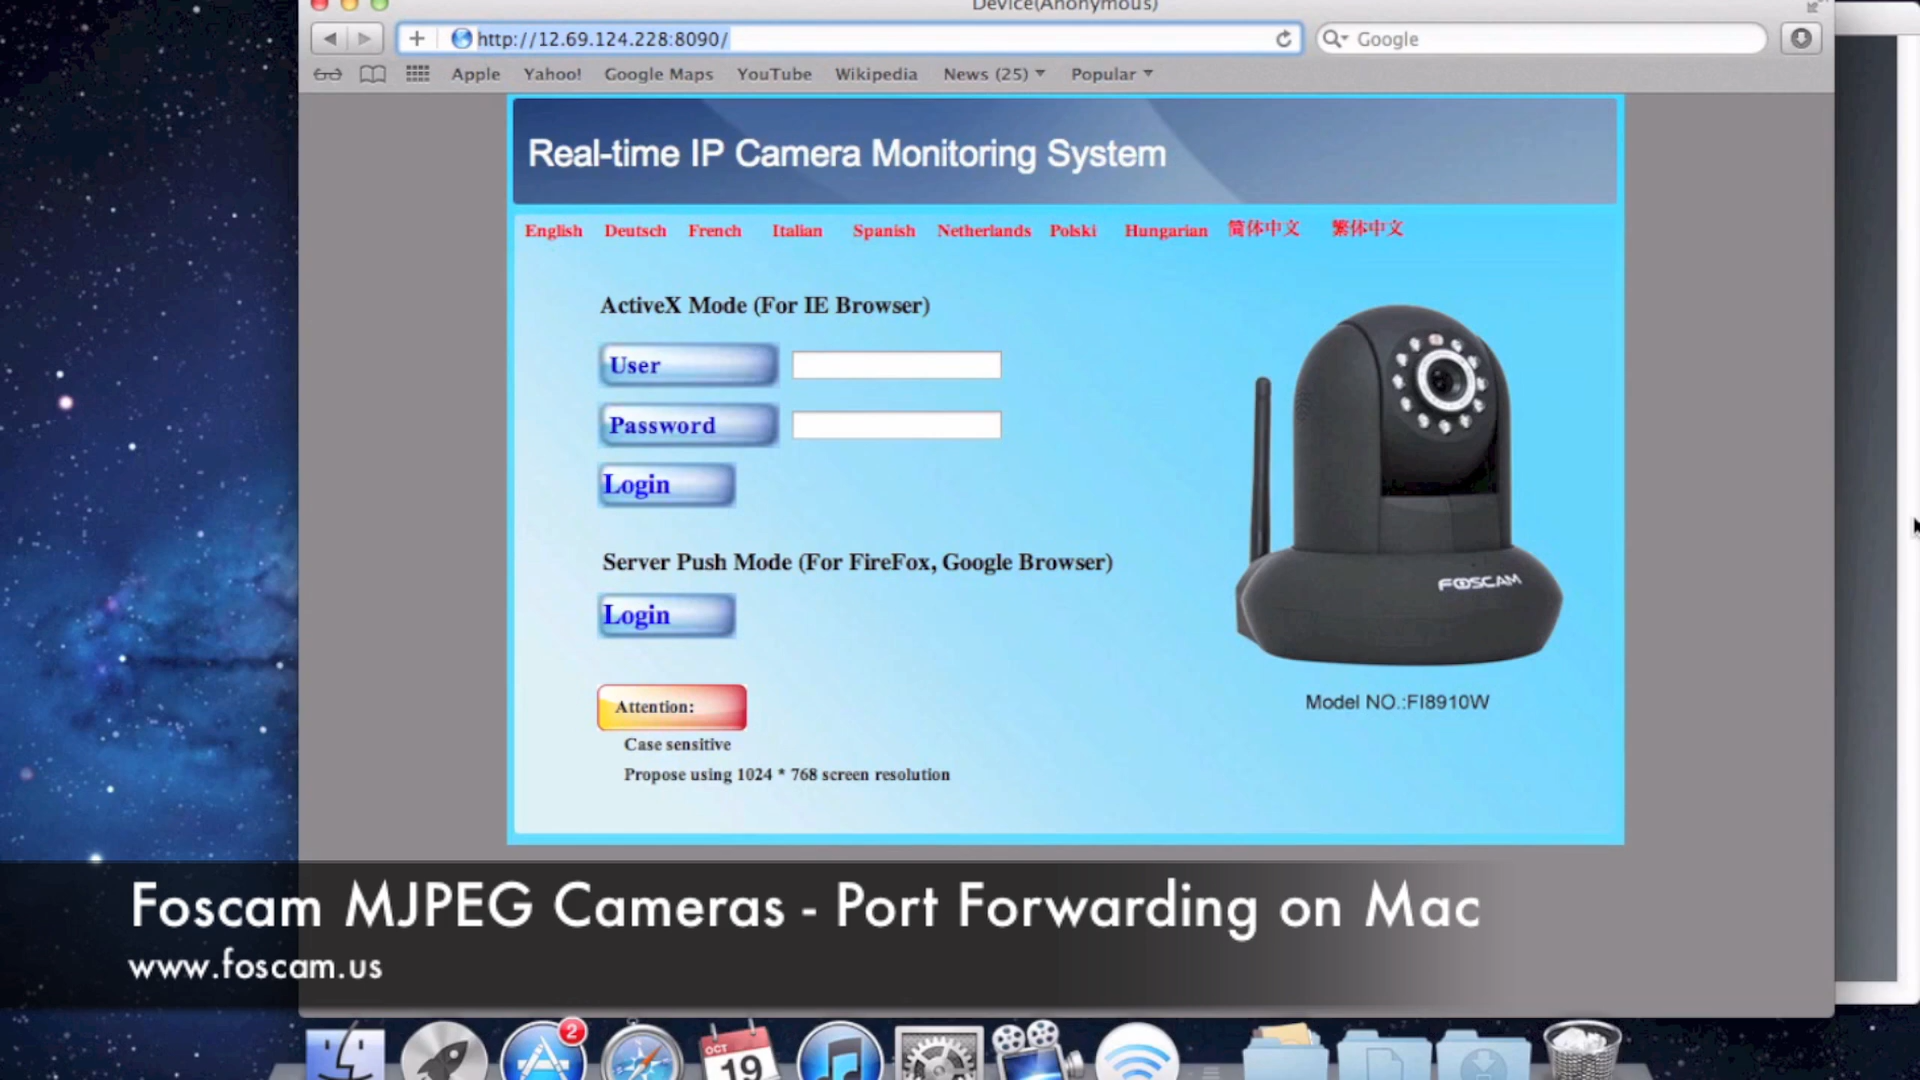 Device(Anonymous)
http://12.69.124.228:8090/
Google
Apple Yahoo! Google Maps YouTube Wikipedia News (25) Popular
Real-time IP Camera Monitoring System
English Deutsch French Italian Spanish Netherlands Polski Hungarian 简体中文 繁体中文
ActiveX Mode (For IE Browser)
User
Password
Login
Server Push Mode (For FireFox, Google Browser)
Login
FOSCAM
Model NO.:FI8910W
Attention:
Case sensitive
Propose using 1024 * 768 screen resolution
Foscam MJPEG Cameras - Port Forwarding on Mac
www.foscam.us
2
OCT
19